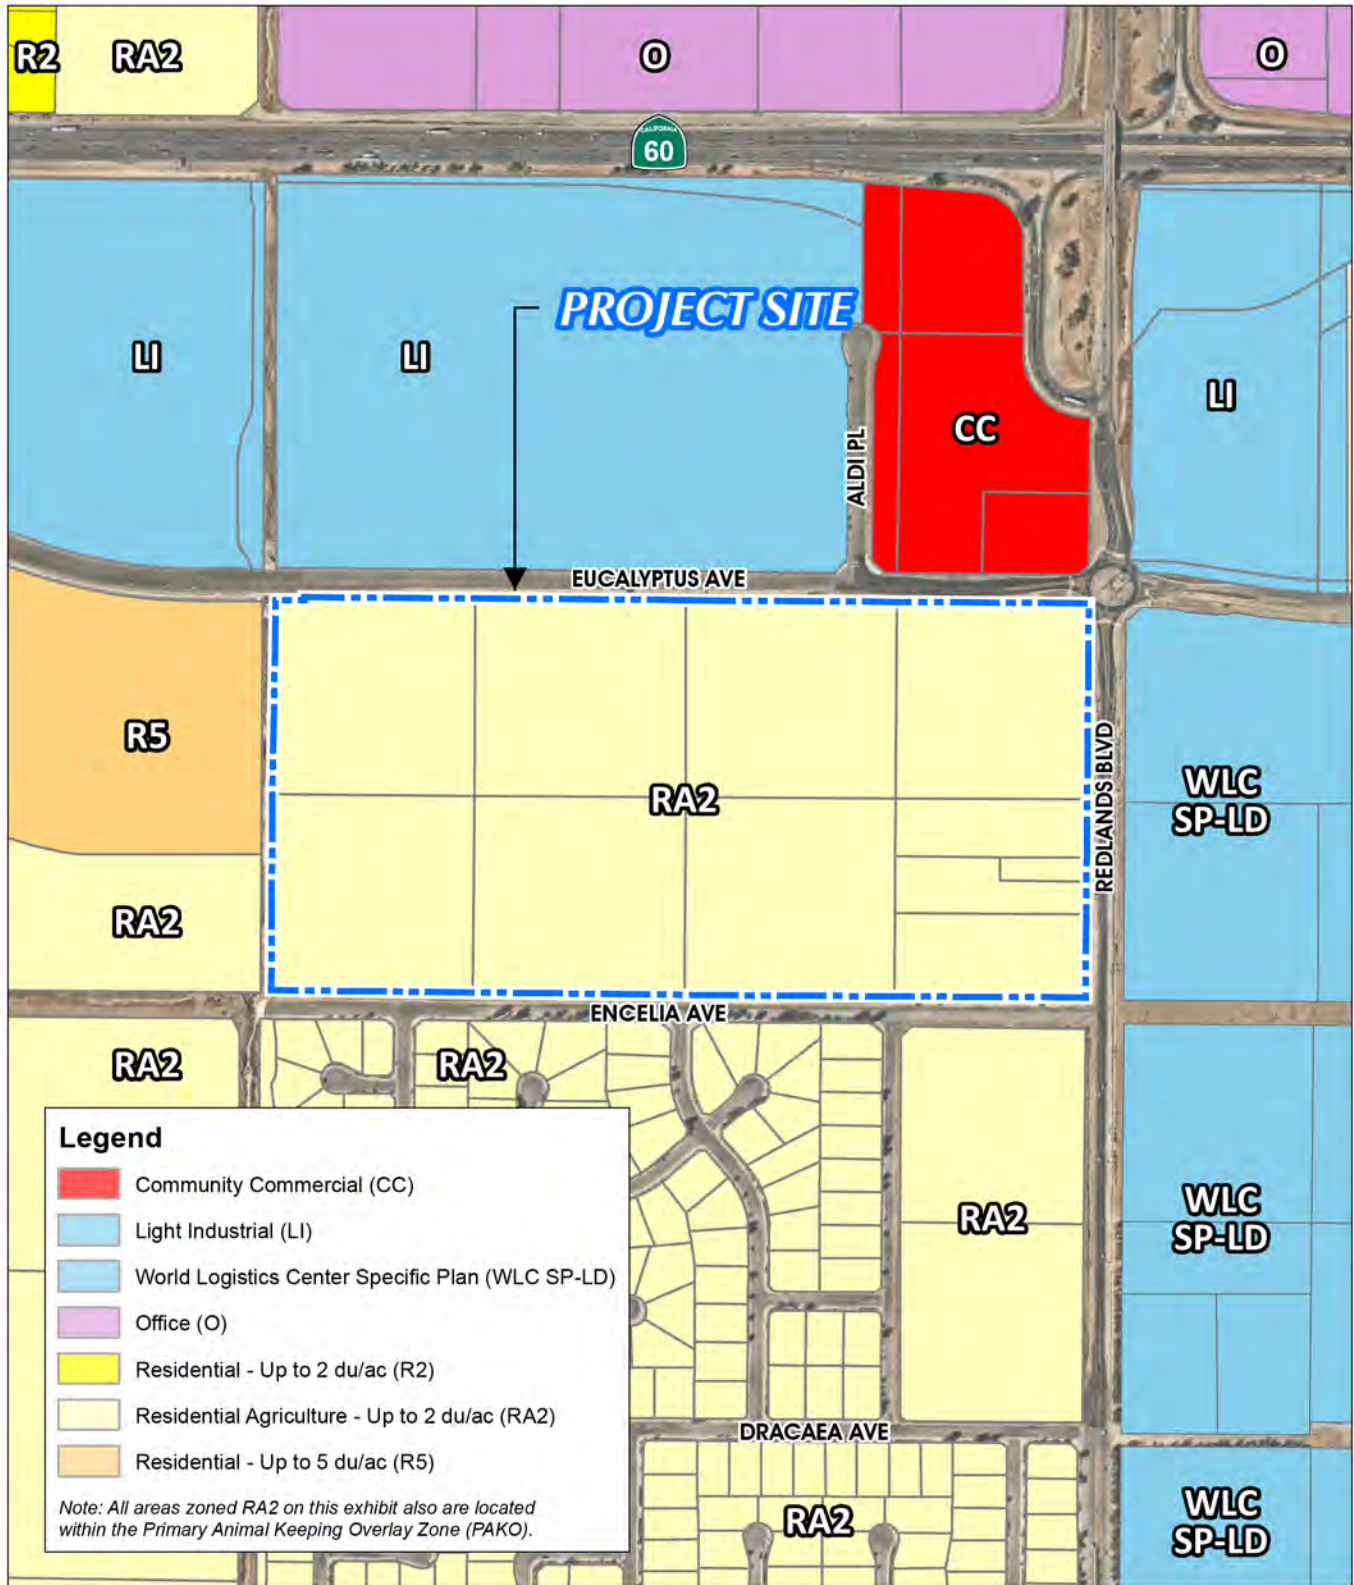 R2
RA2
O
O
CALIFORNIA
60
PROJECT SITE
LI
LI
LI
CC
ALDI PL
EUCALYPTUS AVE
R5
RA2
REDLANDS BLVD
WLC
SP-LD
RA2
ENCELIA AVE
RA2
RA2
RA2
WLC
SP-LD
DRACAEA AVE
RA2
WLC
SP-LD
Legend
Community Commercial (CC)
Light Industrial (LI)
World Logistics Center Specific Plan (WLC SP-LD)
Office (O)
Residential - Up to 2 du/ac (R2)
Residential Agriculture - Up to 2 du/ac (RA2)
Residential - Up to 5 du/ac (R5)
Note: All areas zoned RA2 on this exhibit also are located
within the Primary Animal Keeping Overlay Zone (PAKO).